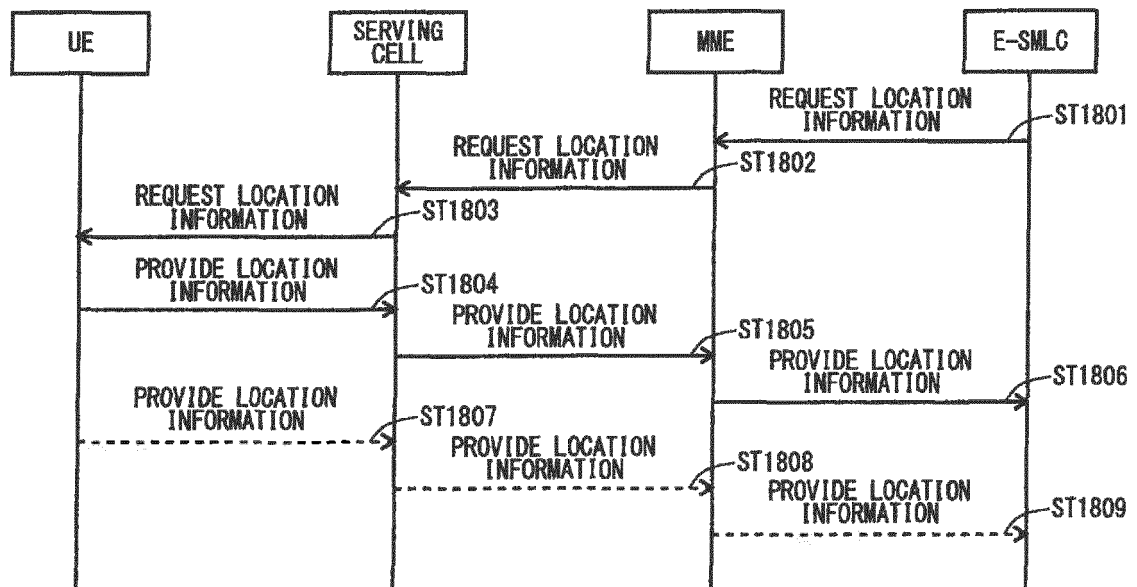 UE
SERVING
CELL
MME
E-SMLC
REQUEST LOCATION
INFORMATION
ST1801
REQUEST LOCATION
INFORMATION
ST1802
REQUEST LOCATION
INFORMATION
ST1803
PROVIDE LOCATION
INFORMATION
ST1804
PROVIDE LOCATION
INFORMATION
ST1805
PROVIDE LOCATION
INFORMATION
ST1806
PROVIDE LOCATION
INFORMATION
ST1807
PROVIDE LOCATION
INFORMATION
ST1808
PROVIDE LOCATION
INFORMATION
ST1809